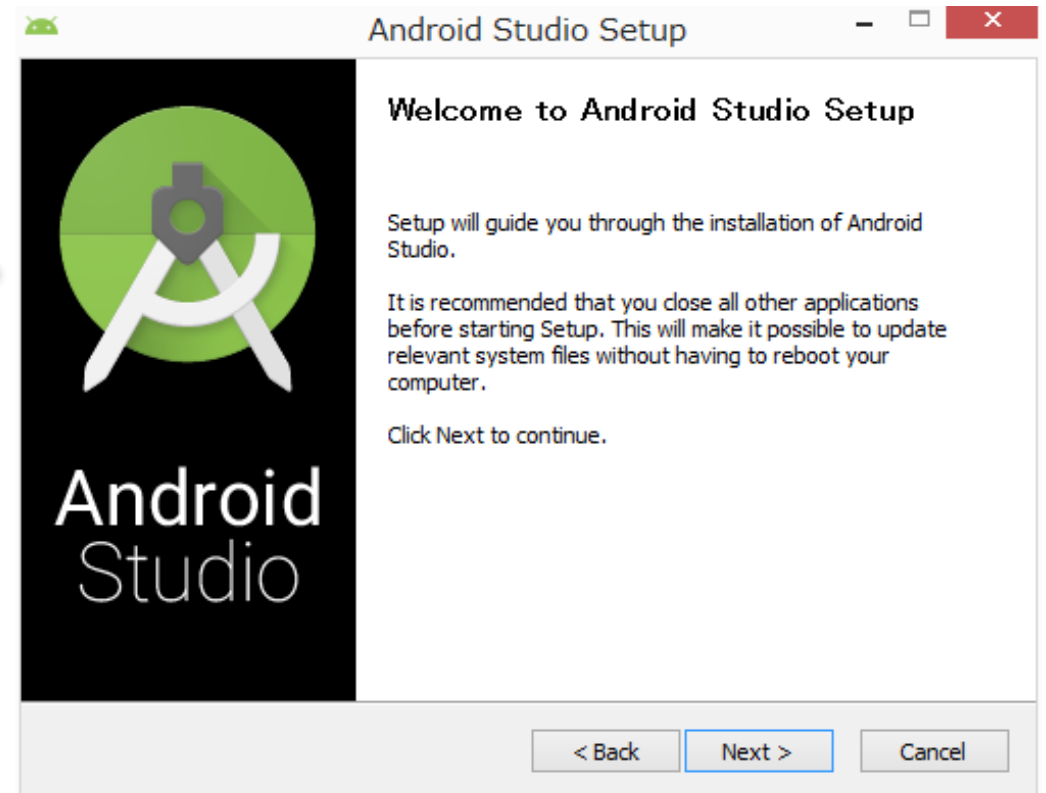 Android Studio Setup
Welcome to Android Studio Setup
Setup will guide you through the installation of Android
Studio.
It is recommended that you close all other applications
before starting Setup. This will make it possible to update
relevant system files without having to reboot your
computer.
Click Next to continue.
Android
Studio
< Back
Next >
Cancel